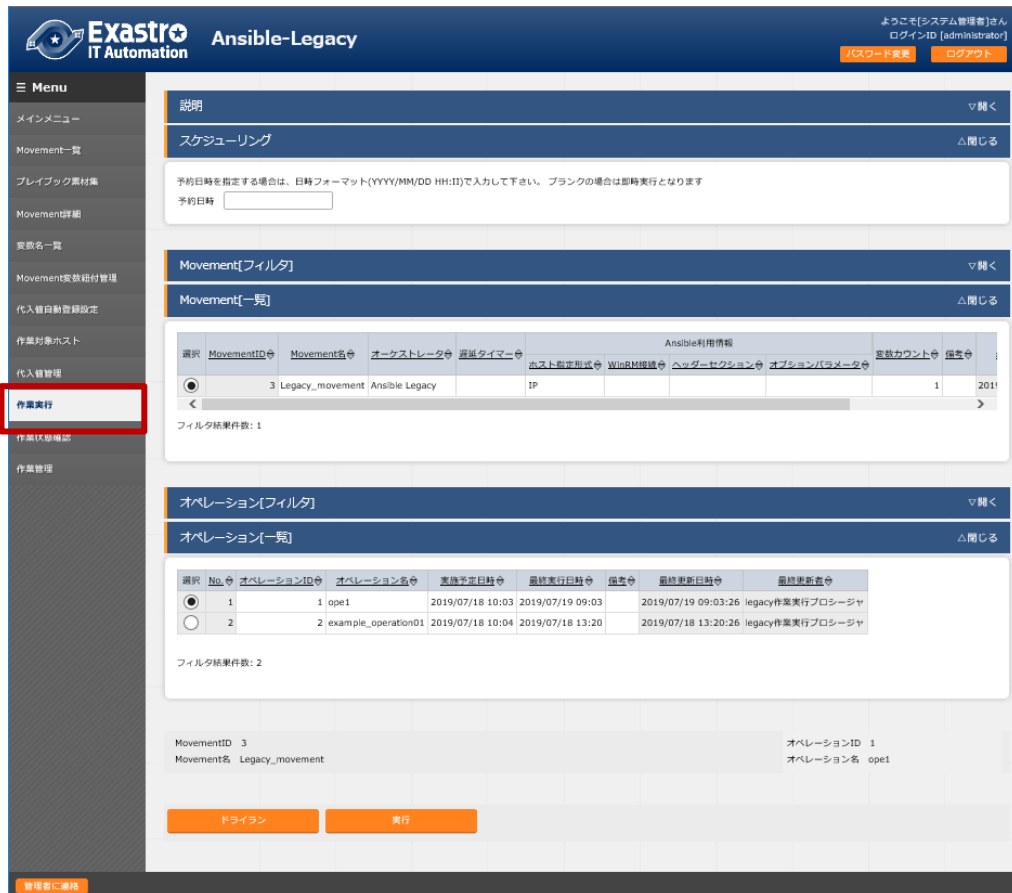 Exastro
IT Automation
Ansible-Legacy
ようこそ[システム管理者]さん
ログインID [administrator]
パスワード変更 ログアウト
☰ Menu
メインメニュー
Movement一覧
プレイブック素材集
Movement詳細
変数名一覧
Movement変数紐付管理
代入値自動登録設定
作業対象ホスト
代入値管理
作業実行
作業状態確認
作業管理
説明 ▽開く
スケジューリング △閉じる
予約日時を指定する場合は、日時フォーマット(YYYY/MM/DD HH:II)で入力して下さい。 ブランクの場合は即時実行となります
予約日時
Movement[フィルタ] ▽開く
Movement[一覧] △閉じる
Ansible利用情報
選択 MovementID Movement名 オーケストレータ 遅延タイマー ホスト指定形式 WinRM接続 ヘッダーセクション オプションパラメータ 変数カウント 備考
3 Legacy_movement Ansible Legacy IP 1 201
フィルタ結果件数: 1
オペレーション[フィルタ] ▽開く
オペレーション[一覧] △閉じる
選択 No. オペレーションID オペレーション名 実施予定日時 最終実行日時 備考 最終更新日時 最終更新者
1 1 ope1 2019/07/18 10:03 2019/07/19 09:03 2019/07/19 09:03:26 legacy作業実行プロシージャ
2 2 example_operation01 2019/07/18 10:04 2019/07/18 13:20 2019/07/18 13:20:26 legacy作業実行プロシージャ
フィルタ結果件数: 2
MovementID 3 オペレーションID 1
Movement名 Legacy_movement オペレーション名 ope1
ドライラン 実行
管理者に連絡